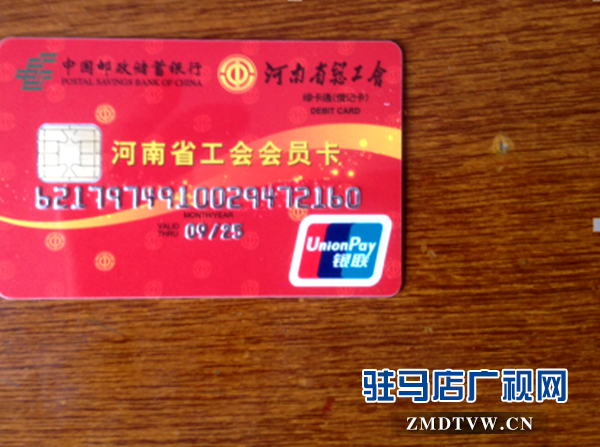 中国邮政储蓄银行
POSTAL SAVINGS BANK OF CHINA
河南省總工會
绿卡通(借记卡)
DEBIT CARD
河南省工会会员卡
6217974910029472160
MONTH/YEAR
VALID THRU 09/25
UnionPay
银联
驻马店广视网
ZMDTVW.CN